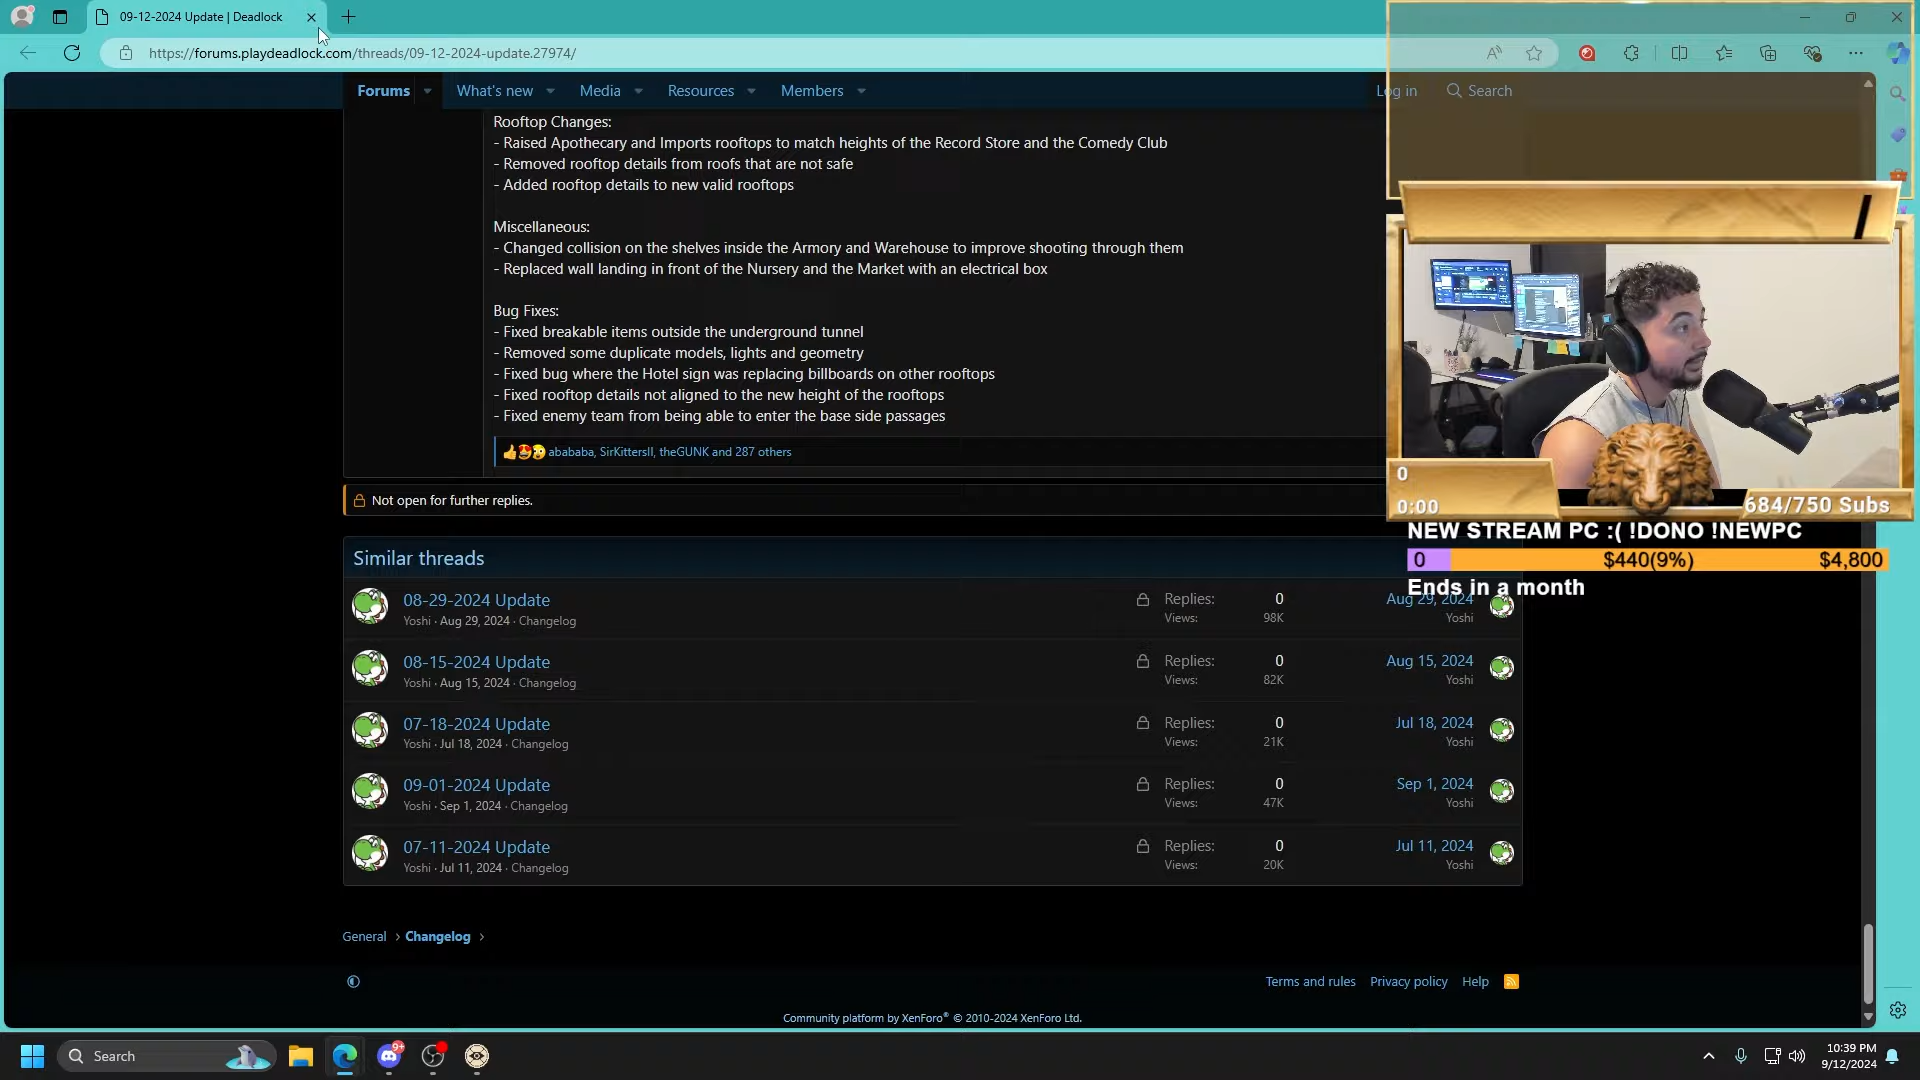 09-12-2024 Update | Deadlock
https://forums.playdeadlock.com/threads/09-12-2024-update.27974/
Forums
What's new
Media
Resources
Members
Log in
Search
Rooftop Changes:
- Raised Apothecary and Imports rooftops to match heights of the Record Store and the Comedy Club
- Removed rooftop details from roofs that are not safe
- Added rooftop details to new valid rooftops
Miscellaneous:
- Changed collision on the shelves inside the Armory and Warehouse to improve shooting through them
- Replaced wall landing in front of the Nursery and the Market with an electrical box
Bug Fixes:
- Fixed breakable items outside the underground tunnel
- Removed some duplicate models, lights and geometry
- Fixed bug where the Hotel sign was replacing billboards on other rooftops
- Fixed rooftop details not aligned to the new height of the rooftops
- Fixed enemy team from being able to enter the base side passages
abababa, SirKittersII, theGUNK and 287 others
Not open for further replies.
0
0:00
684/750 Subs
NEW STREAM PC :( !DONO !NEWPC
0 $440(9%) $4,800
Ends in a month
Similar threads
08-29-2024 Update
Yoshi · Aug 29, 2024 · Changelog
Replies: 0
Views: 98K
Aug 29, 2024
Yoshi
08-15-2024 Update
Yoshi · Aug 15, 2024 · Changelog
Replies: 0
Views: 82K
Aug 15, 2024
Yoshi
07-18-2024 Update
Yoshi · Jul 18, 2024 · Changelog
Replies: 0
Views: 21K
Jul 18, 2024
Yoshi
09-01-2024 Update
Yoshi · Sep 1, 2024 · Changelog
Replies: 0
Views: 47K
Sep 1, 2024
Yoshi
07-11-2024 Update
Yoshi · Jul 11, 2024 · Changelog
Replies: 0
Views: 20K
Jul 11, 2024
Yoshi
General › Changelog ›
Terms and rules
Privacy policy
Help
Community platform by XenForo® © 2010-2024 XenForo Ltd.
Search
9+
10:39 PM
9/12/2024